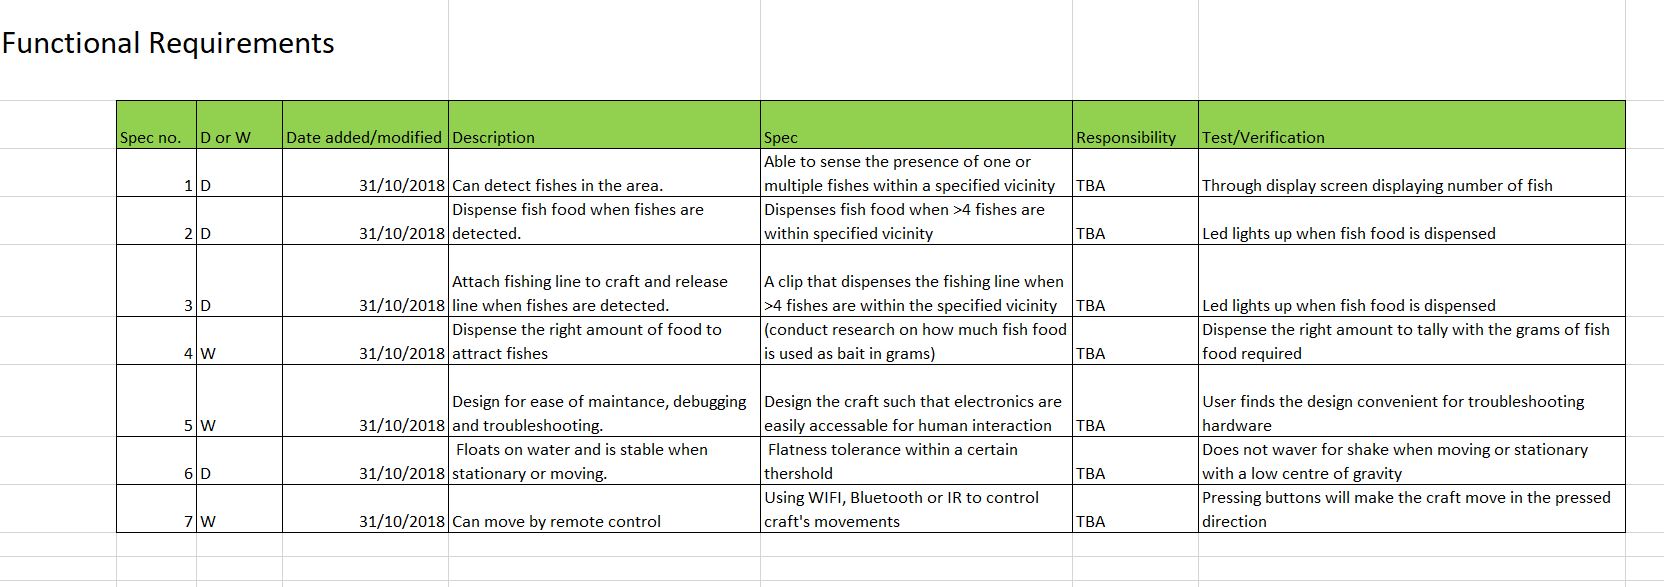 Functional Requirements
Spec no. D or W Date added/modified Description Spec Responsibility Test/Verification
Able to sense the presence of one or
1 D 31/10/2018 Can detect fishes in the area. multiple fishes within a specified vicinity TBA Through display screen displaying number of fish
Dispense fish food when fishes are Dispenses fish food when >4 fishes are
2 D 31/10/2018 detected. within specified vicinity TBA Led lights up when fish food is dispensed
Attach fishing line to craft and release A clip that dispenses the fishing line when
3 D 31/10/2018 line when fishes are detected. >4 fishes are within the specified vicinity TBA Led lights up when fish food is dispensed
Dispense the right amount of food to (conduct research on how much fish food Dispense the right amount to tally with the grams of fish
4 W 31/10/2018 attract fishes is used as bait in grams) TBA food required
Design for ease of maintance, debugging Design the craft such that electronics are User finds the design convenient for troubleshooting
5 W 31/10/2018 and troubleshooting. easily accessable for human interaction TBA hardware
Floats on water and is stable when Flatness tolerance within a certain Does not waver for shake when moving or stationary
6 D 31/10/2018 stationary or moving. thershold TBA with a low centre of gravity
Using WIFI, Bluetooth or IR to control Pressing buttons will make the craft move in the pressed
7 W 31/10/2018 Can move by remote control craft's movements TBA direction